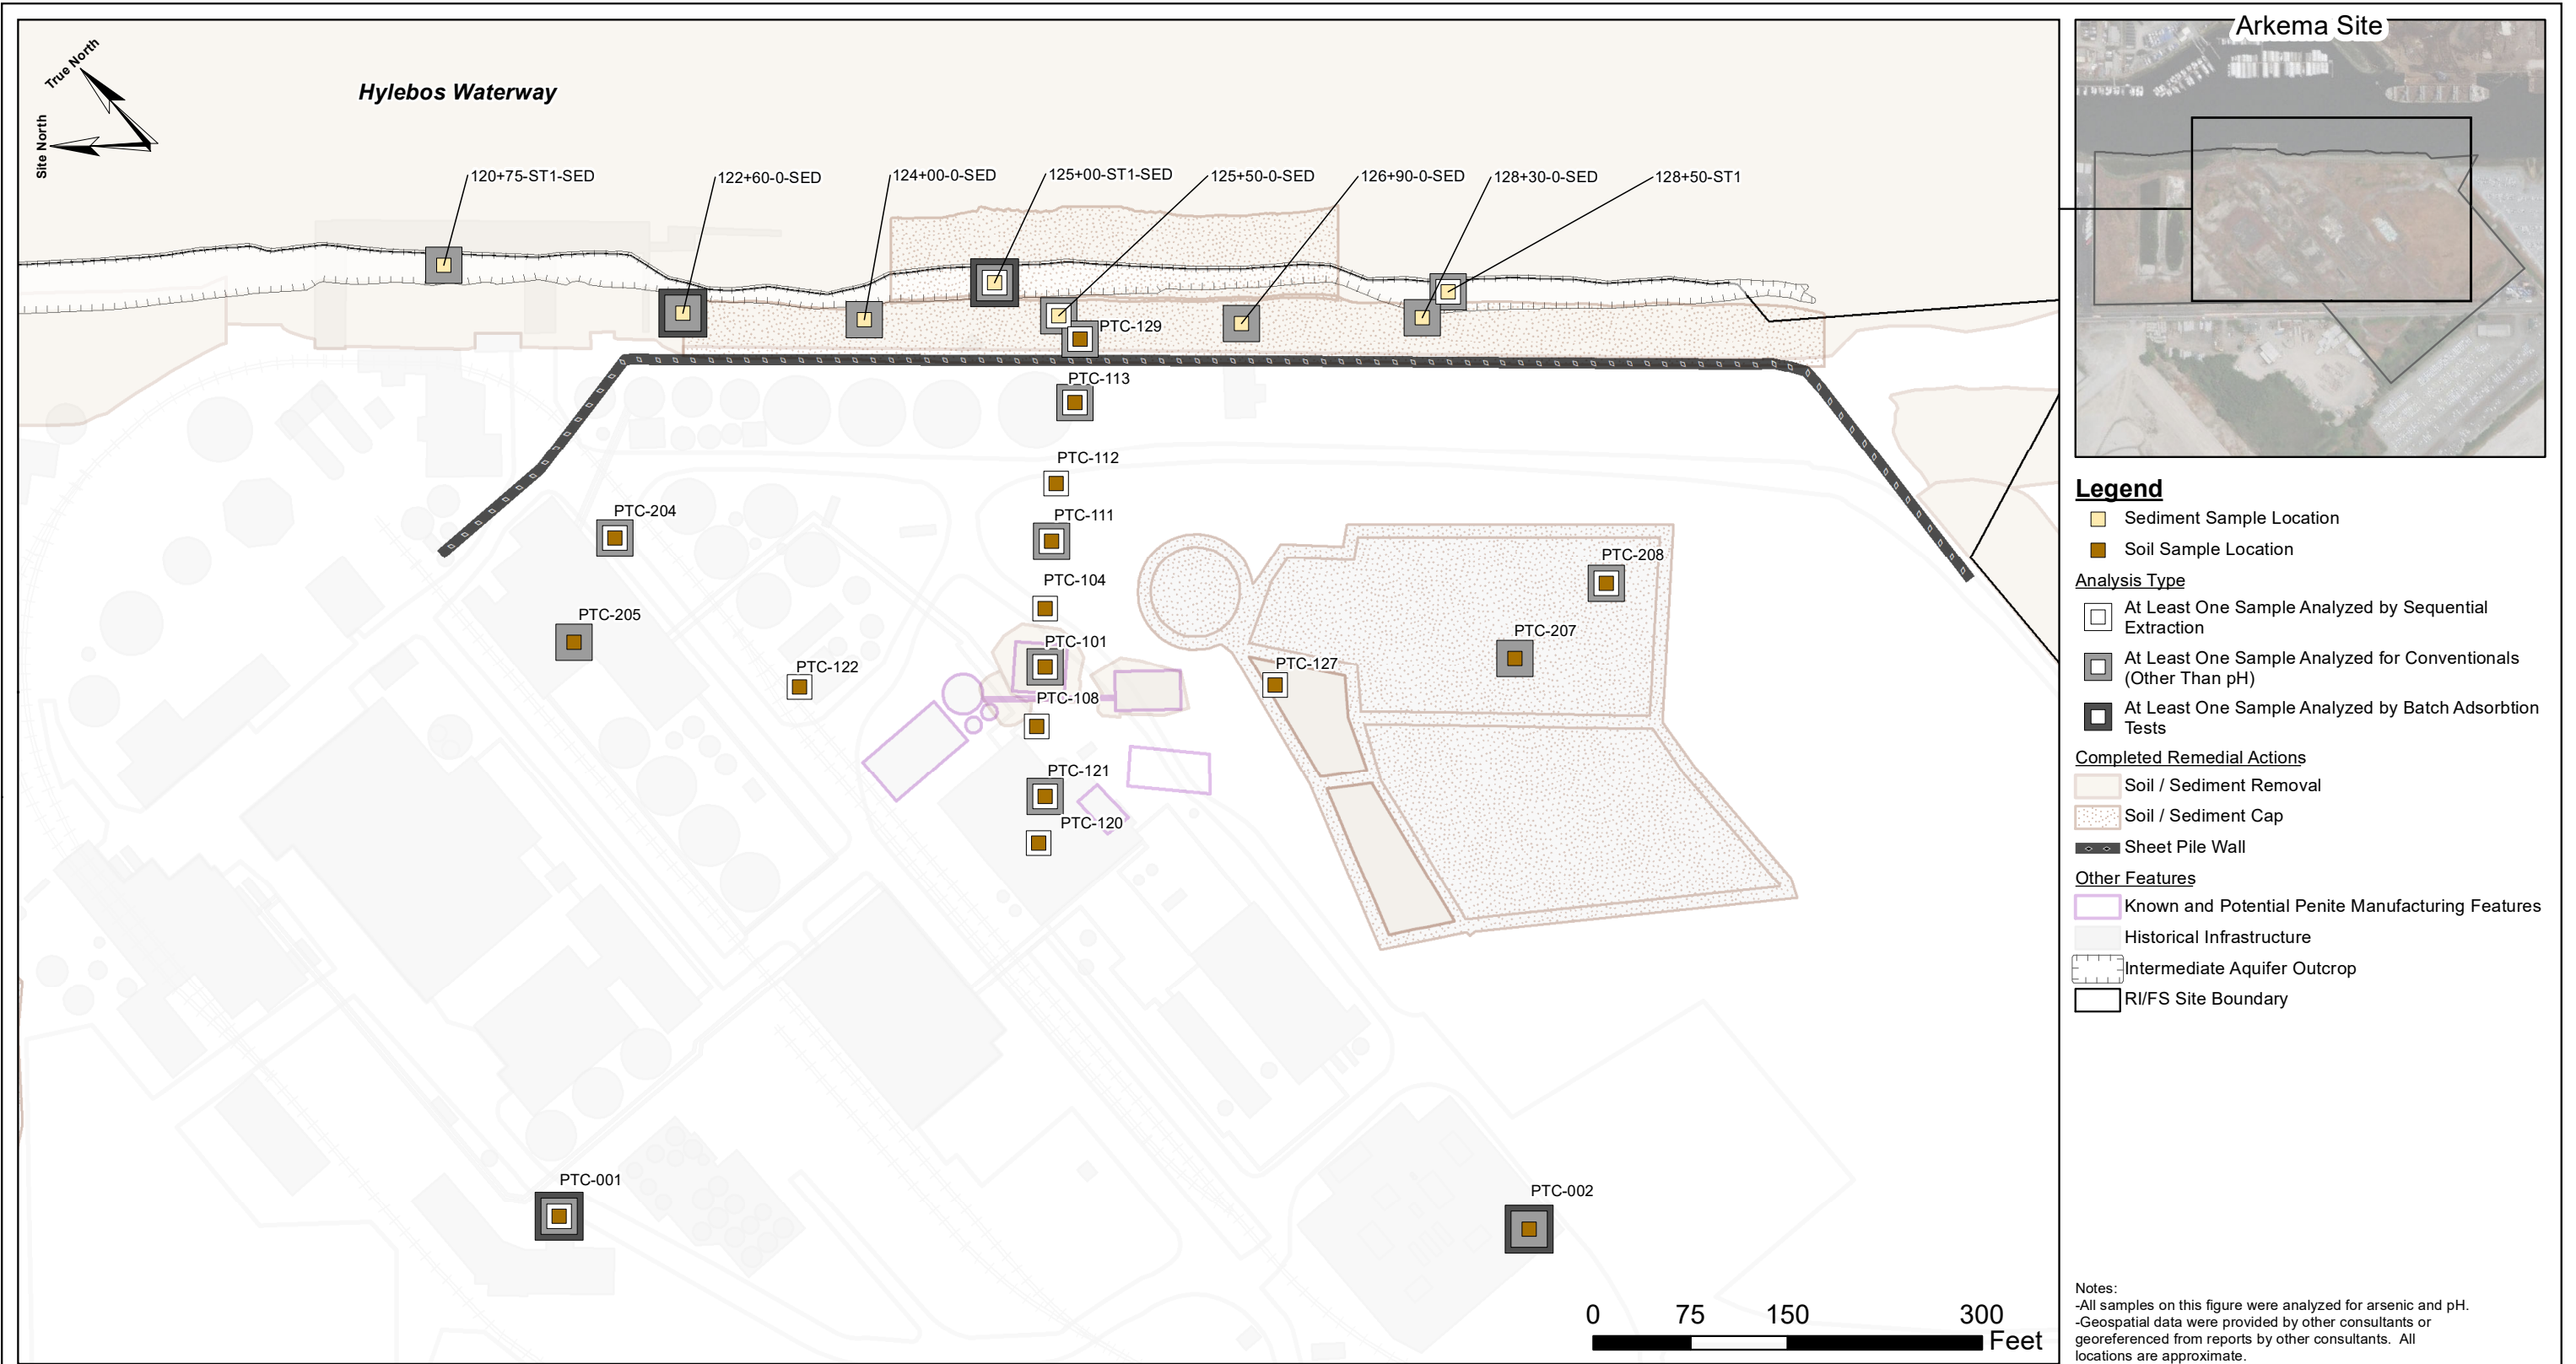 Arkema Site
True North
Site North
Hylebos Waterway
120+75-ST1-SED
122+60-0-SED
124+00-0-SED
125+00-ST1-SED
125+50-0-SED
126+90-0-SED
128+30-0-SED
128+50-ST1
PTC-129
PTC-113
PTC-112
PTC-111
PTC-204
PTC-104
PTC-208
PTC-205
PTC-101
PTC-207
PTC-122
PTC-127
PTC-108
PTC-121
PTC-120
PTC-001
PTC-002
0 75 150 300
Feet
Legend
Sediment Sample Location
Soil Sample Location
Analysis Type
At Least One Sample Analyzed by Sequential
Extraction
At Least One Sample Analyzed for Conventionals
(Other Than pH)
At Least One Sample Analyzed by Batch Adsorbtion
Tests
Completed Remedial Actions
Soil / Sediment Removal
Soil / Sediment Cap
Sheet Pile Wall
Other Features
Known and Potential Penite Manufacturing Features
Historical Infrastructure
Intermediate Aquifer Outcrop
RI/FS Site Boundary
Notes:
-All samples on this figure were analyzed for arsenic and pH.
-Geospatial data were provided by other consultants or
georeferenced from reports by other consultants.  All
locations are approximate.